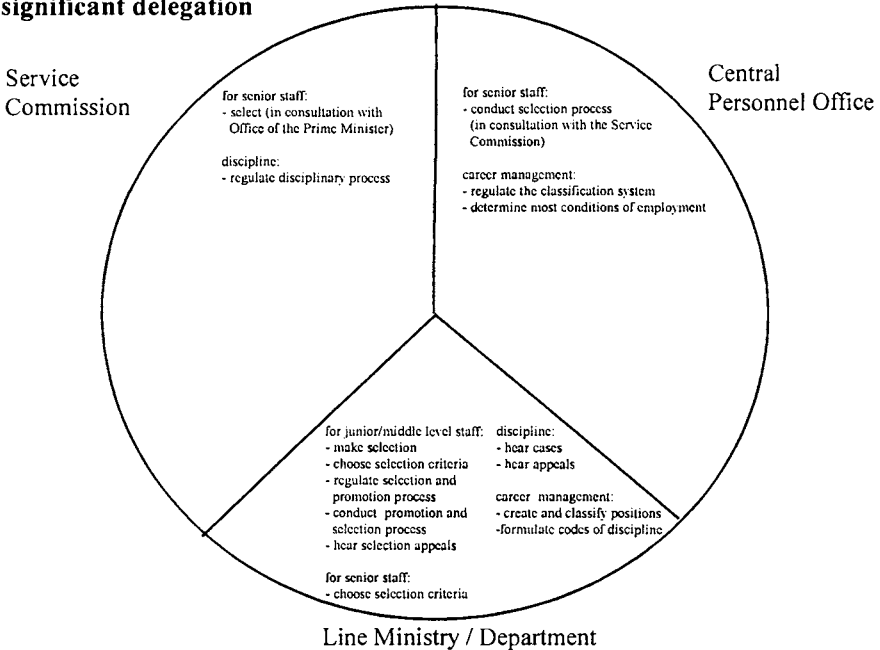 significant delegation
Service
Commission
for senior staff:
- select (in consultation with
Office of the Prime Minister)
discipline:
- regulate disciplinary process
Central
Personnel Office
for senior staff:
- conduct selection process
(in consultation with the Service
Commission)
career management:
- regulate the classification system
- determine most conditions of employment
for junior/middle level staff:
- make selection
- choose selection criteria
- regulate selection and
promotion process
- conduct promotion and
selection process
- hear selection appeals
for senior staff:
- choose selection criteria
discipline:
- hear cases
- hear appeals
career management:
- create and classify positions
-formulate codes of discipline
Line Ministry / Department